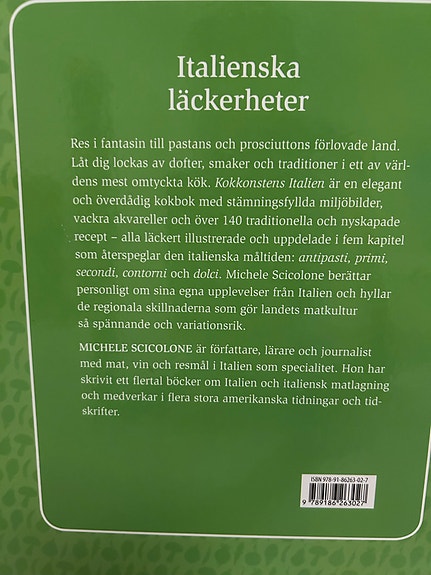 Italienska
läckerheter
Res i fantasin till pastans och prosciuttons förlovade land.
Låt dig lockas av dofter, smaker och traditioner i ett av värl-
dens mest omtyckta kök. Kokkonstens Italien är en elegant
och överdådig kokbok med stämningsfyllda miljöbilder,
vackra akvareller och över 140 traditionella och nyskapade
recept – alla läckert illustrerade och uppdelade i fem kapitel
som återspeglar den italienska måltiden: antipasti, primi,
secondi, contorni och dolci. Michele Scicolone berättar
personligt om sina egna upplevelser från Italien och hyllar
de regionala skillnaderna som gör landets matkultur
så spännande och variationsrik.
MICHELE SCICOLONE är författare, lärare och journalist
med mat, vin och resmål i Italien som specialitet. Hon har
skrivit ett flertal böcker om Italien och italiensk matlagning
och medverkar i flera stora amerikanska tidningar och tid-
skrifter.
ISBN 978-91-86263-02-7
9 789186 263027